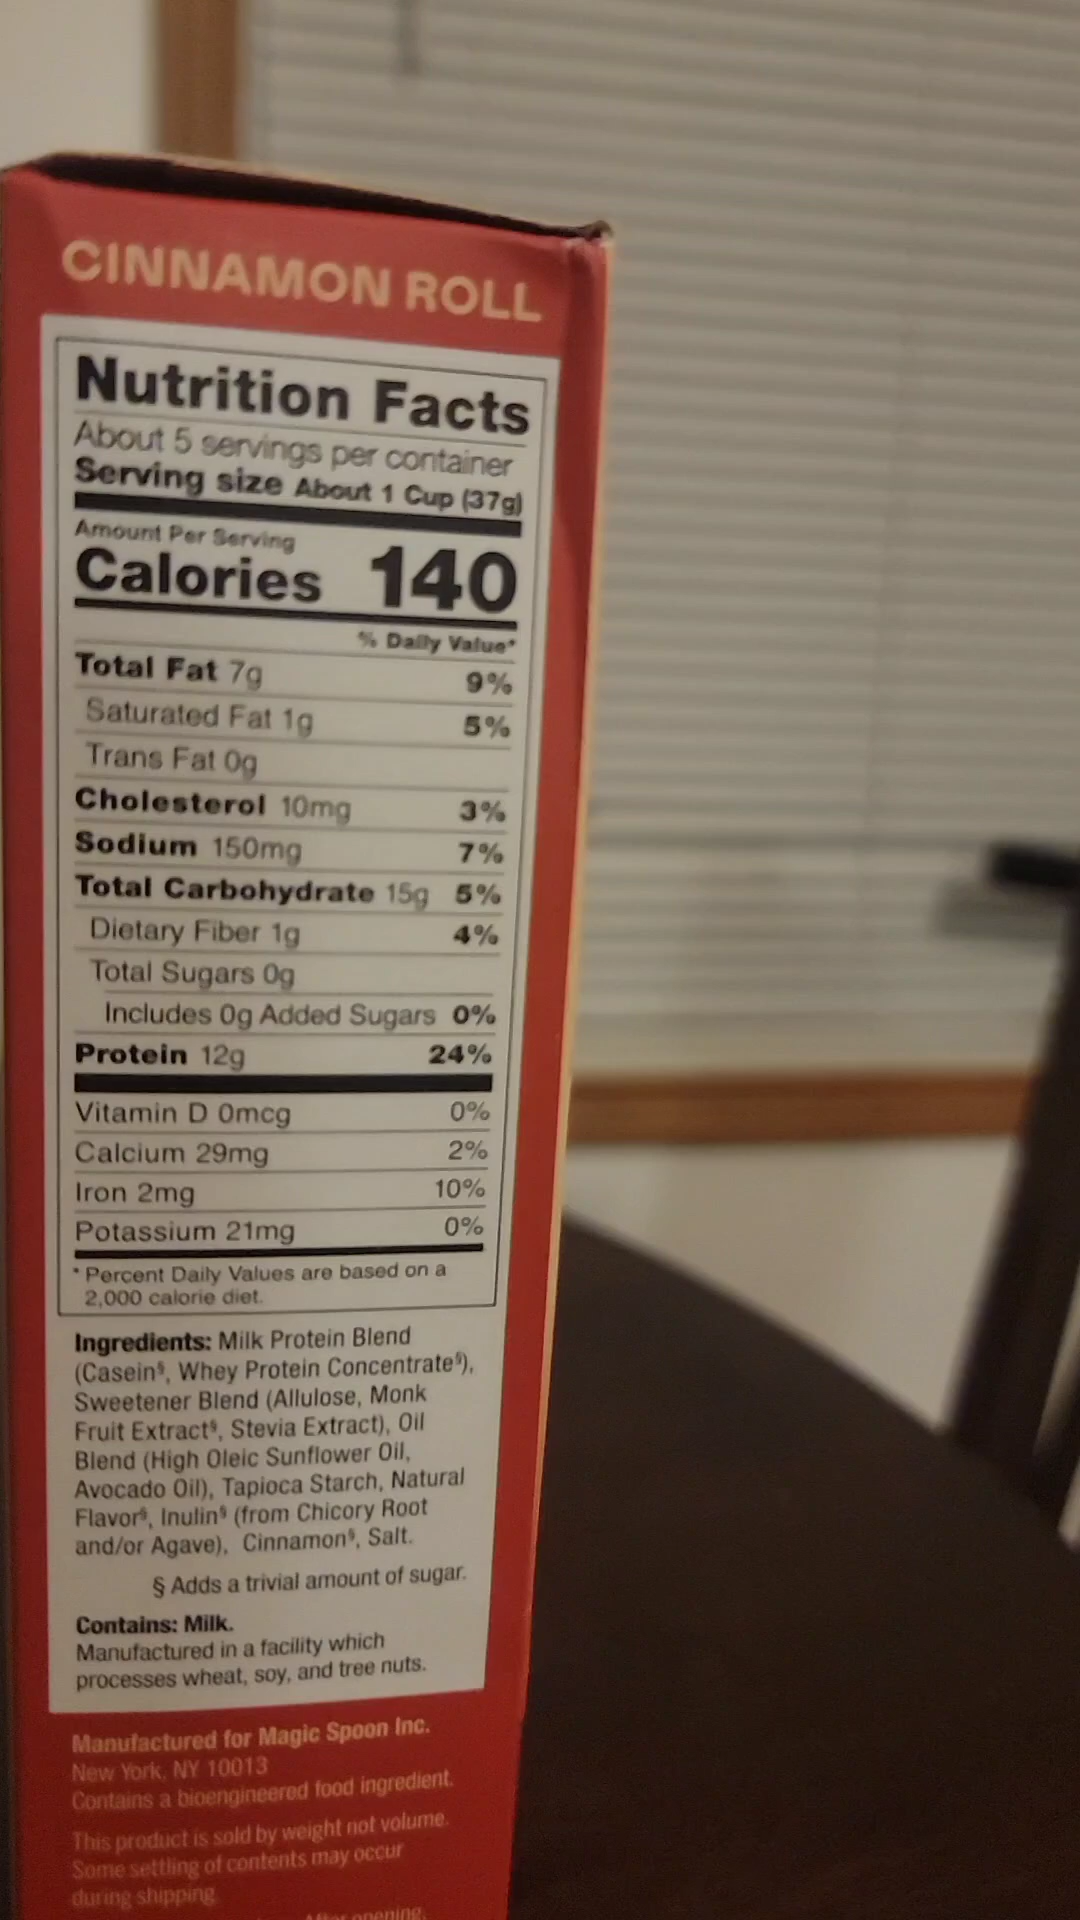 CINNAMON ROLL
Nutrition Facts
About 5 servings per container
Serving size About 1 Cup (37g)
Amount Per Serving
Calories 140
% Daily Value*
Total Fat 7g 9%
Saturated Fat 1g 5%
Trans Fat 0g
Cholesterol 10mg 3%
Sodium 150mg 7%
Total Carbohydrate 15g 5%
Dietary Fiber 1g 4%
Total Sugars 0g
Includes 0g Added Sugars 0%
Protein 12g 24%
Vitamin D 0mcg 0%
Calcium 29mg 2%
Iron 2mg 10%
Potassium 21mg 0%
* Percent Daily Values are based on a
2,000 calorie diet.
Ingredients: Milk Protein Blend
(Casein§, Whey Protein Concentrate§),
Sweetener Blend (Allulose, Monk
Fruit Extract§, Stevia Extract), Oil
Blend (High Oleic Sunflower Oil,
Avocado Oil), Tapioca Starch, Natural
Flavor§, Inulin§ (from Chicory Root
and/or Agave), Cinnamon§, Salt.
§ Adds a trivial amount of sugar.
Contains: Milk.
Manufactured in a facility which
processes wheat, soy, and tree nuts.
Manufactured for Magic Spoon Inc.
New York, NY 10013
Contains a bioengineered food ingredient.
This product is sold by weight not volume.
Some settling of contents may occur
during shipping
After opening,